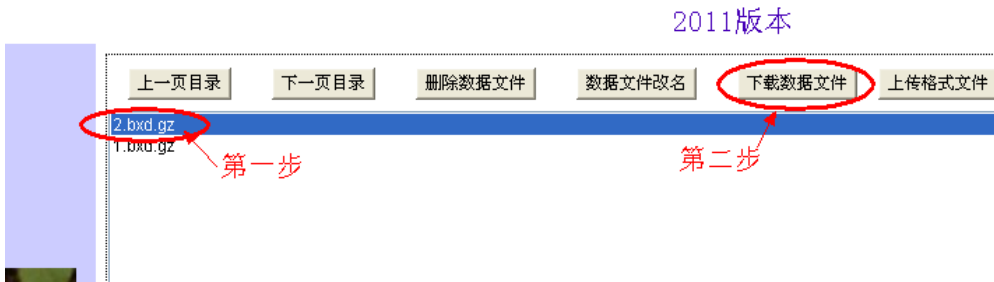 2011版本
上一页目录 下一页目录 删除数据文件 数据文件改名 下载数据文件 上传格式文件
2.bxd.gz
1.bxd.gz
第一步 第二步